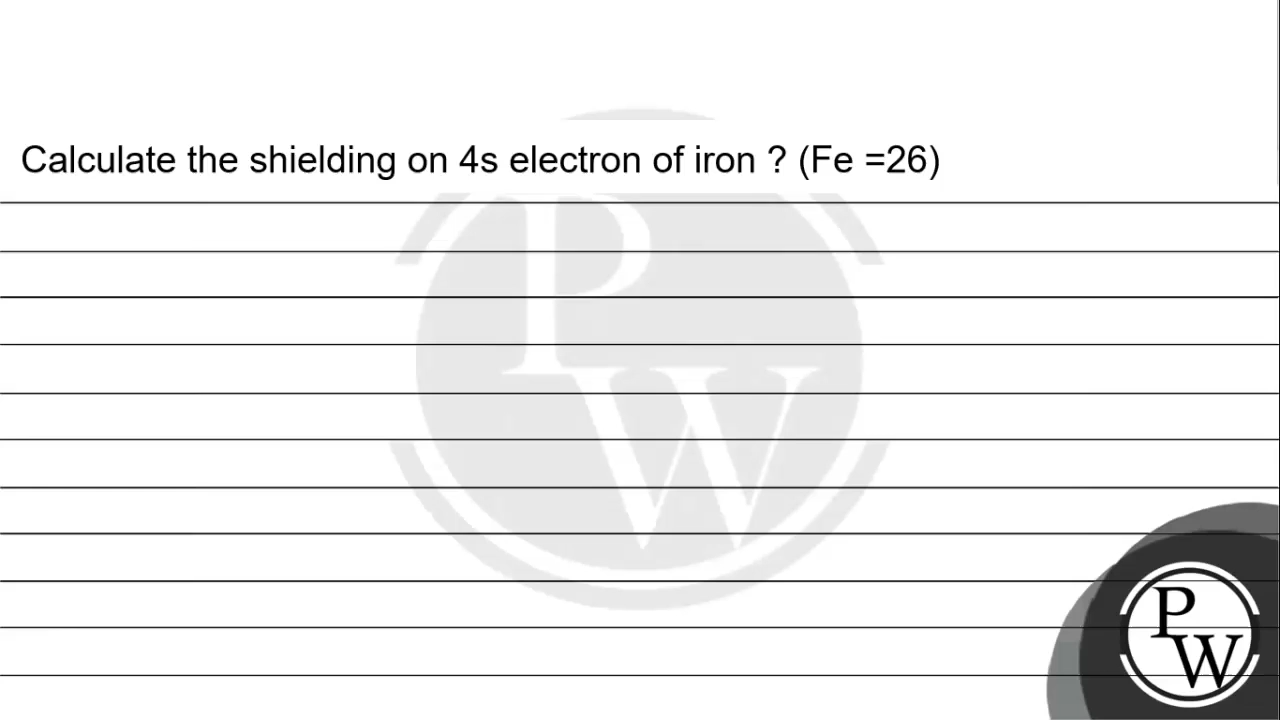 Calculate the shielding on 4s electron of iron ? (Fe =26)
P
W
P
W